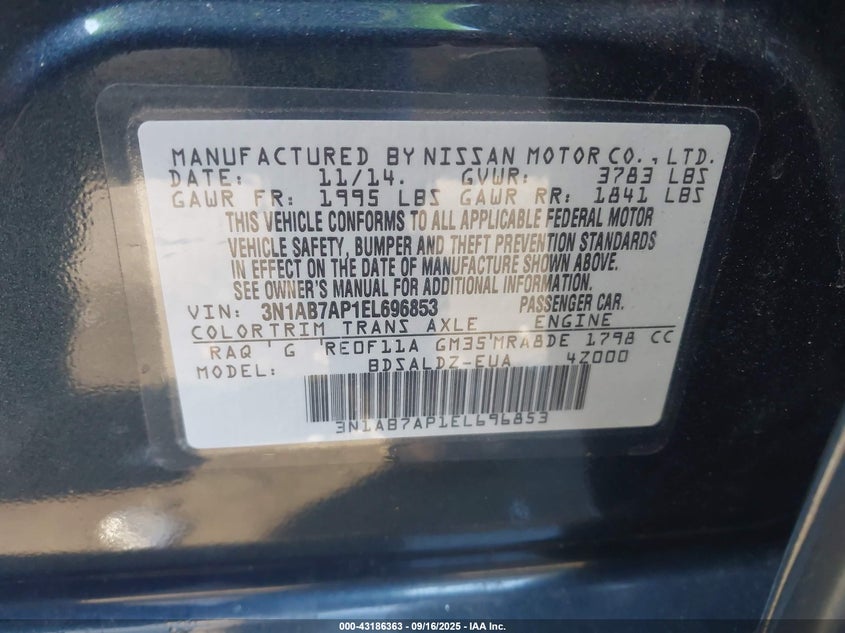 MANUFACTURED BY NISSAN MOTOR CO., LTD.
DATE: 11/14. GVWR: 3783 LBS
GAWR FR: 1995 LBS GAWR RR: 1841 LBS
THIS VEHICLE CONFORMS TO ALL APPLICABLE FEDERAL MOTOR
VEHICLE SAFETY, BUMPER AND THEFT PREVENTION STANDARDS
IN EFFECT ON THE DATE OF MANUFACTURE SHOWN ABOVE.
SEE OWNER'S MANUAL FOR ADDITIONAL INFORMATION
VIN: 3N1AB7AP1EL696853 PASSENGER CAR.
COLORTRIM TRANS AXLE ENGINE
RAQ ' G 'RE0F11A GM35'MRA8DE 1798 CC
MODEL: BDSALDZ-EUA 4Z000
3N1AB7AP1EL696853
000-43186363 - 09/16/2025 - IAA Inc.